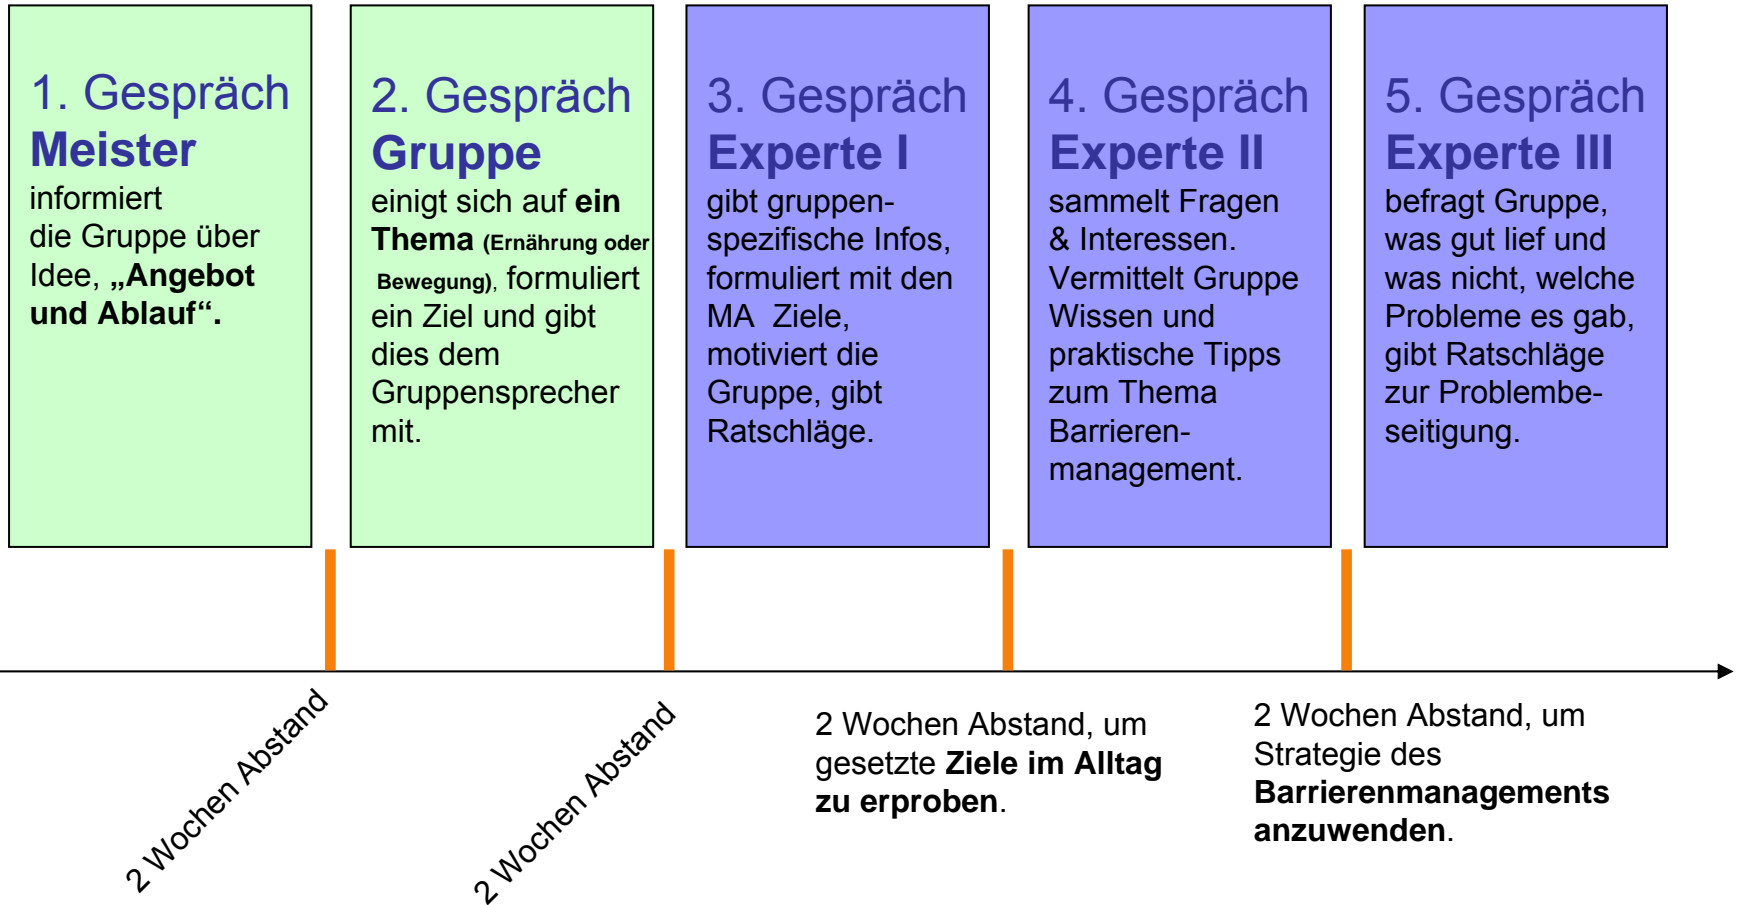 1. Gespräch
Meister
informiert
die Gruppe über
Idee, „Angebot
und Ablauf“.
2. Gespräch
Gruppe
einigt sich auf ein
Thema (Ernährung oder
Bewegung), formuliert
ein Ziel und gibt
dies dem
Gruppensprecher
mit.
3. Gespräch
Experte I
gibt gruppen-
spezifische Infos,
formuliert mit den
MA Ziele,
motiviert die
Gruppe, gibt
Ratschläge.
4. Gespräch
Experte II
sammelt Fragen
& Interessen.
Vermittelt Gruppe
Wissen und
praktische Tipps
zum Thema
Barrieren-
management.
5. Gespräch
Experte III
befragt Gruppe,
was gut lief und
was nicht, welche
Probleme es gab,
gibt Ratschläge
zur Problembe-
seitigung.
2 Wochen Abstand
2 Wochen Abstand
2 Wochen Abstand, um
gesetzte Ziele im Alltag
zu erproben.
2 Wochen Abstand, um
Strategie des
Barrierenmanagements
anzuwenden.